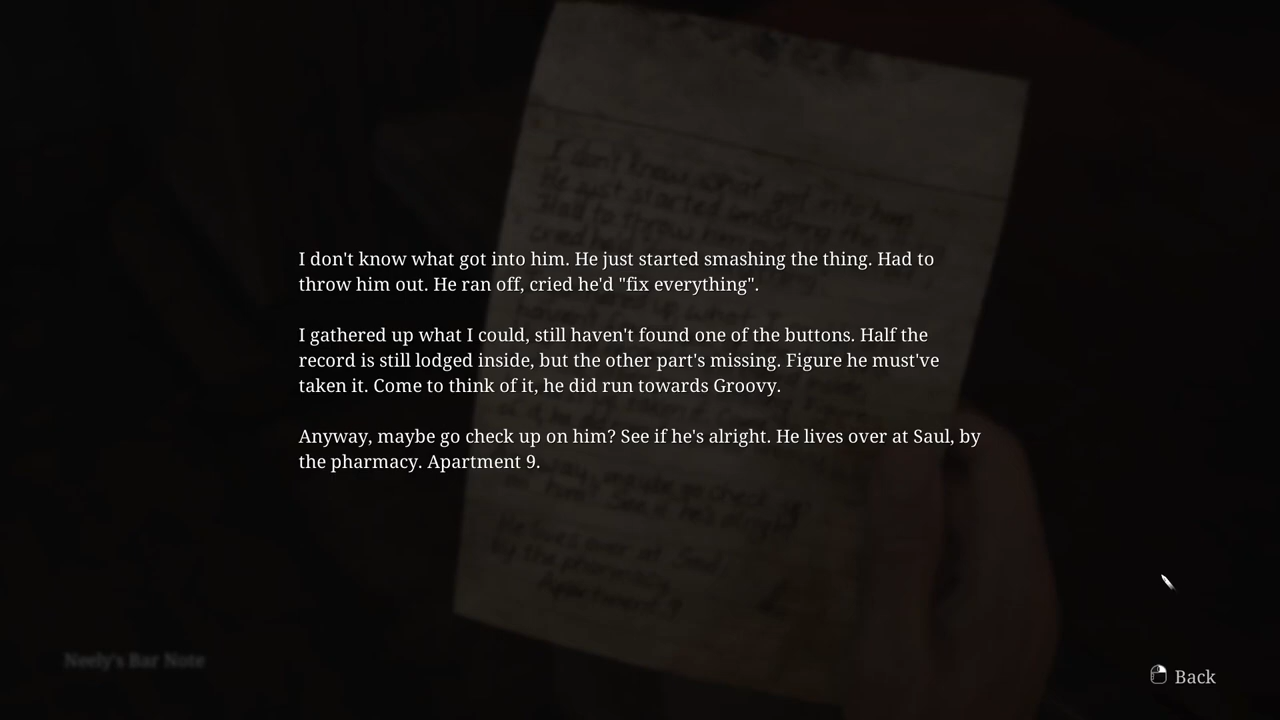 I don't know what got into him. He just started smashing the thing. Had to
throw him out. He ran off, cried he'd "fix everything".
I gathered up what I could, still haven't found one of the buttons. Half the
record is still lodged inside, but the other part's missing. Figure he must've
taken it. Come to think of it, he did run towards Groovy.
Anyway, maybe go check up on him? See if he's alright. He lives over at Saul, by
the pharmacy. Apartment 9.
Neely's Bar Note
Back